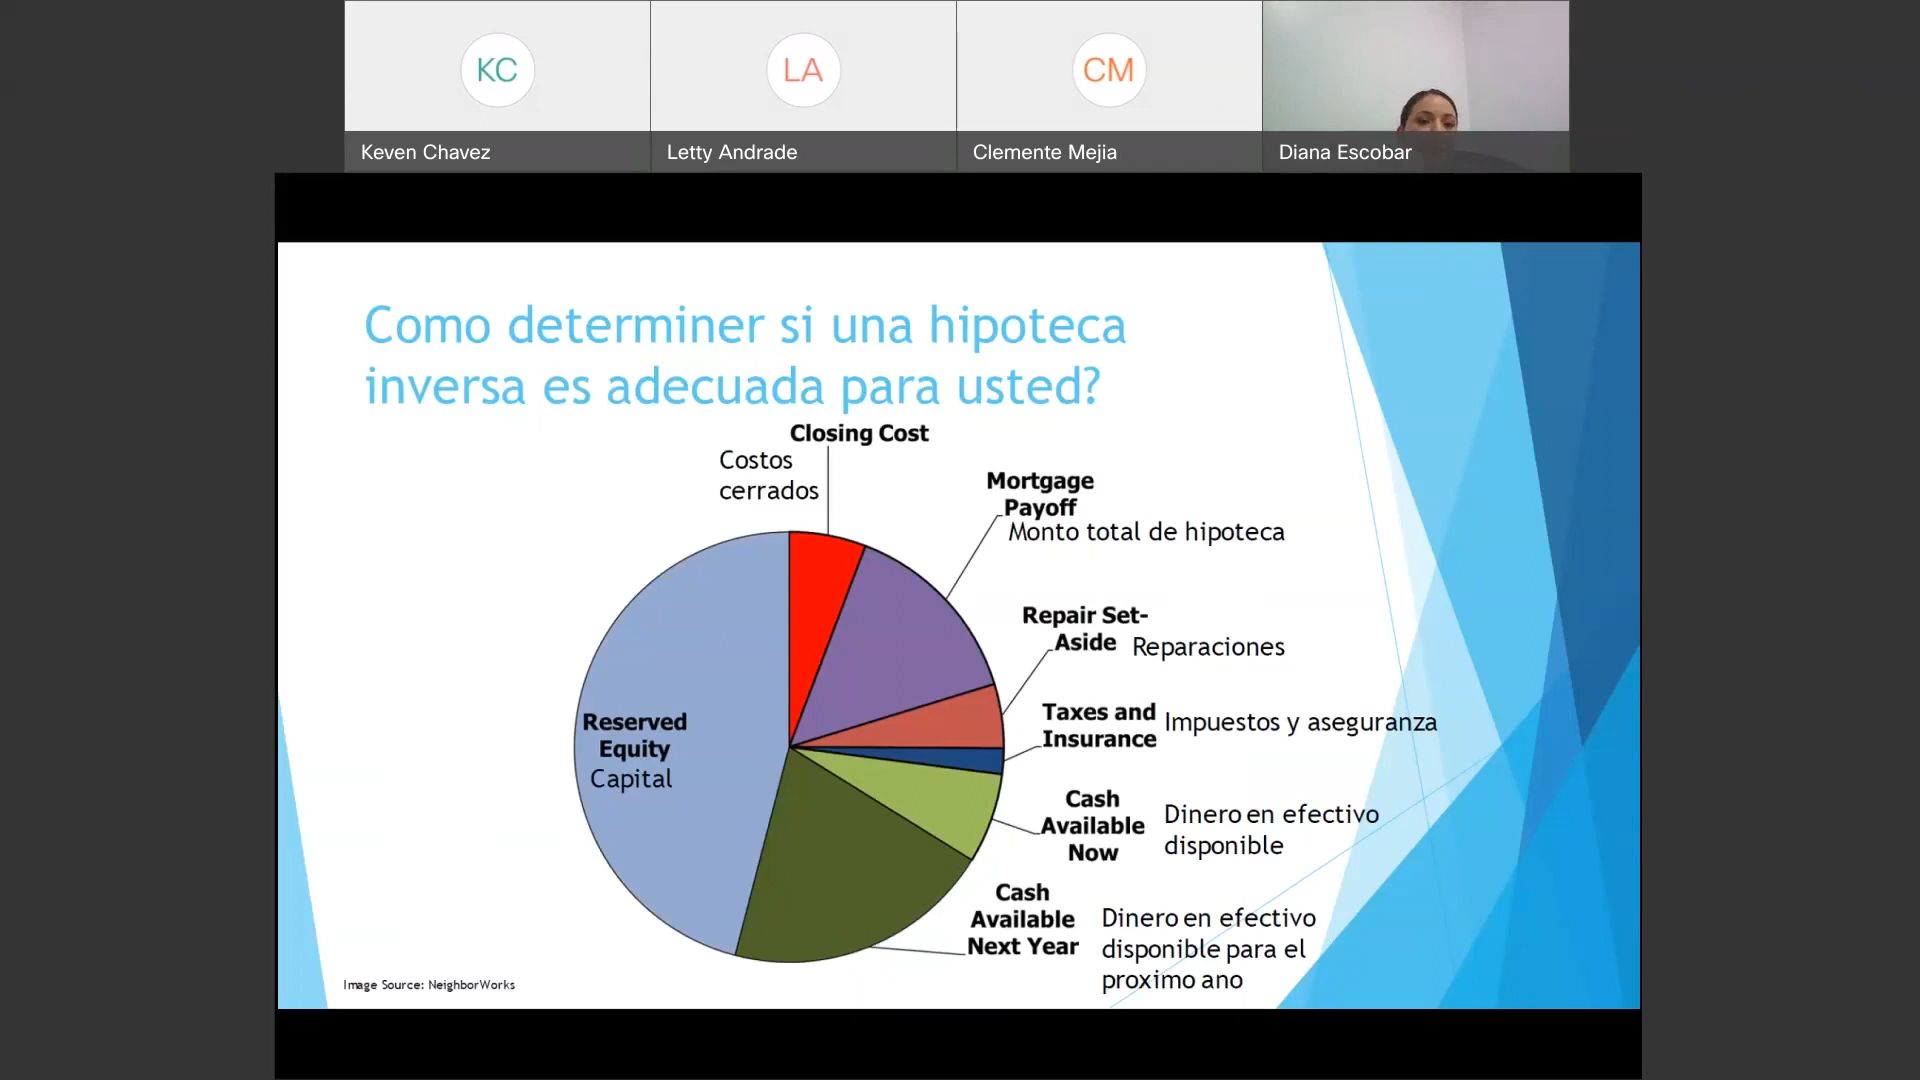 KC
LA
CM
Keven Chavez
Letty Andrade
Clemente Mejia
Diana Escobar
Como determiner si una hipoteca
inversa es adecuada para usted?
Closing Cost
Costos
cerrados
Mortgage
Payoff
Monto total de hipoteca
Repair Set-
Aside
Reparaciones
Taxes and
Insurance
Impuestos y aseguranza
Reserved
Equity
Capital
Cash
Available
Now
Dinero en efectivo
disponible
Cash
Available
Next Year
Dinero en efectivo
disponible para el
proximo ano
Image Source: NeighborWorks